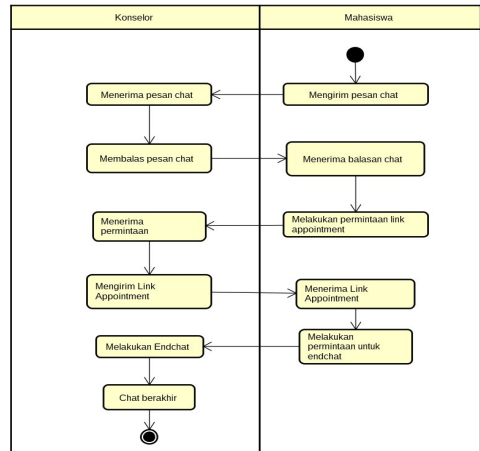 Konselor
Mahasiswa
Mengirim pesan chat
Menerima pesan chat
Membalas pesan chat
Menerima balasan chat
Melakukan permintaan link
appointment
Menerima
permintaan
Mengirim Link
Appointment
Menerima Link
Appointment
Melakukan
permintaan untuk
endchat
Melakukan Endchat
Chat berakhir